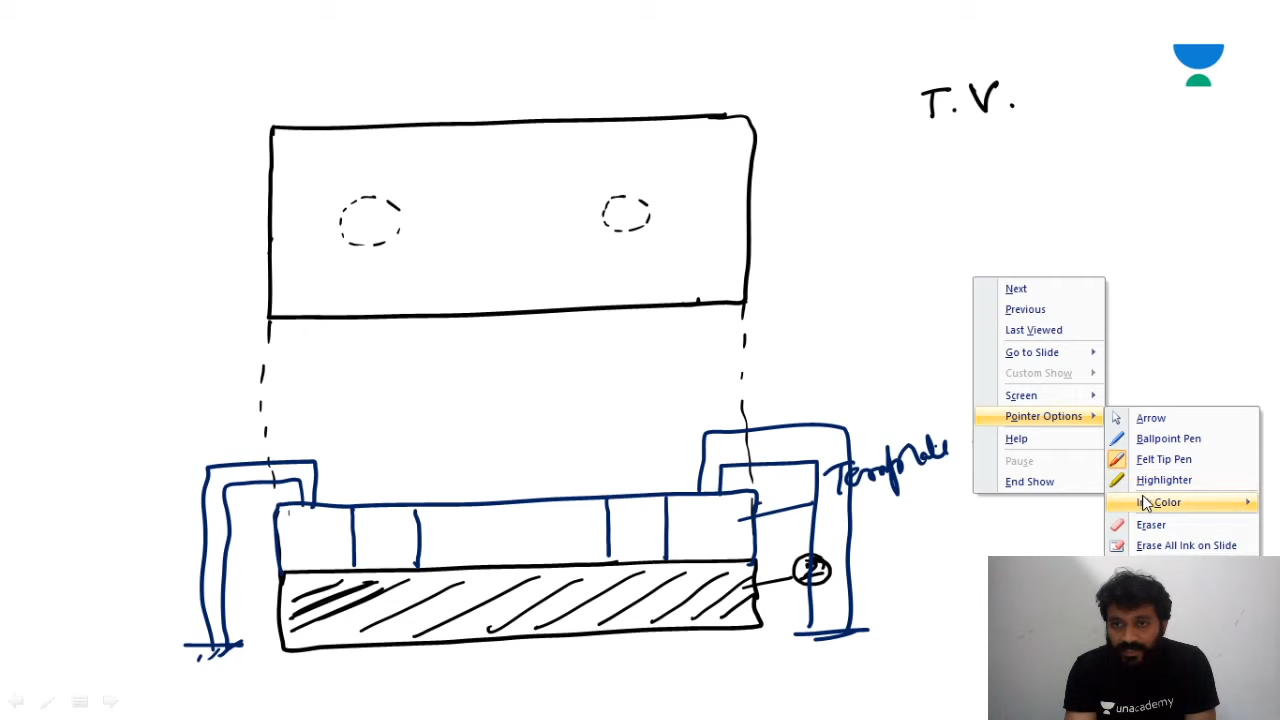 T.V.
Next
Previous
Last Viewed
Go to Slide
Custom Show
Screen
Pointer Options
Help
Pause
End Show
Arrow
Ballpoint Pen
Felt Tip Pen
Highlighter
Ink Color
Eraser
Erase All Ink on Slide
Template
unacademy